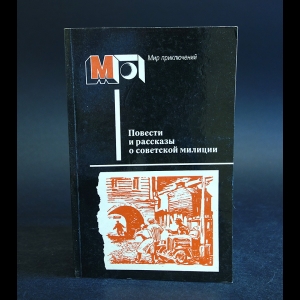 МП
Мир приключений
Повести
и рассказы
о советской милиции